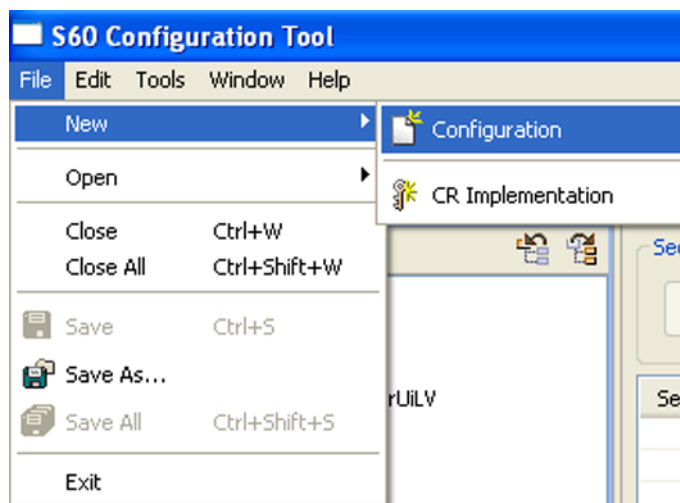 S60 Configuration Tool
File Edit Tools Window Help
New
Configuration
Open
CR Implementation
Close Ctrl+W
Close All Ctrl+Shift+W
Save Ctrl+S
Save As...
rUiLV
Save All Ctrl+Shift+S
Exit